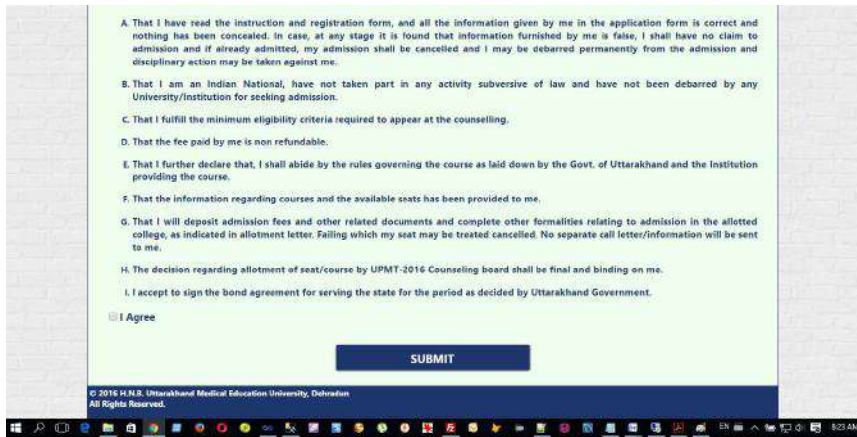 A. That I have read the instruction and registration form, and all the information given by me in the application form is correct and
nothing has been concealed. In case, at any stage it is found that information furnished by me is false, I shall have no claim to
admission and if already admitted, my admission shall be cancelled and I may be debarred permanently from the admission and
disciplinary action may be taken against me.
B. That I am an Indian National, have not taken part in any activity subversive of law and have not been debarred by any
University/Institution for seeking admission.
C. That I fulfill the minimum eligibility criteria required to appear at the counselling.
D. That the fee paid by me is non refundable.
E. That I further declare that, I shall abide by the rules governing the course as laid down by the Govt. of Uttarakhand and the Institution
providing the course.
F. That the information regarding courses and the available seats has been provided to me.
G. That I will deposit admission fees and other related documents and complete other formalities relating to admission in the allotted
college, as indicated in allotment letter. Failing which my seat may be treated cancelled. No separate call letter/information will be sent
to me.
H. The decision regarding allotment of seat/course by UPMT-2016 Counseling board shall be final and binding on me.
I. I accept to sign the bond agreement for serving the state for the period as decided by Uttarakhand Government.
I Agree
SUBMIT
© 2016 H.N.B. Uttarakhand Medical Education University, Dehradun
All Rights Reserved.
EN 8:23 AM